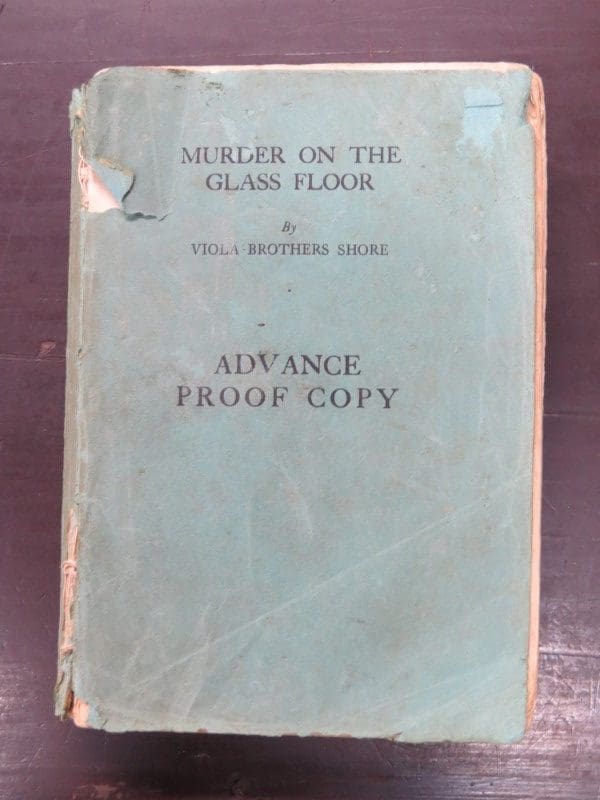 MURDER ON THE
GLASS FLOOR
By
VIOLA BROTHERS SHORE
ADVANCE
PROOF COPY